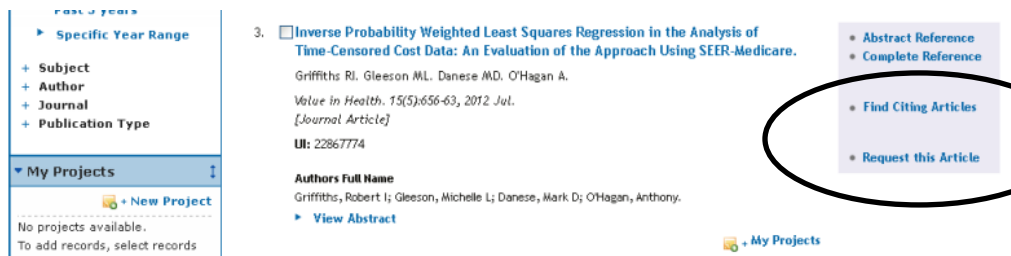 Past 5 years
Specific Year Range
+ Subject
+ Author
+ Journal
+ Publication Type
My Projects
+ New Project
No projects available.
To add records, select records
3. Inverse Probability Weighted Least Squares Regression in the Analysis of
Time-Censored Cost Data: An Evaluation of the Approach Using SEER-Medicare.
Griffiths RI. Gleeson ML. Danese MD. O'Hagan A.
Value in Health. 15(5):656-63, 2012 Jul.
[Journal Article]
UI: 22867774
Authors Full Name
Griffiths, Robert I; Gleeson, Michelle L; Danese, Mark D; O'Hagan, Anthony.
View Abstract
+ My Projects
• Abstract Reference
• Complete Reference
• Find Citing Articles
• Request this Article